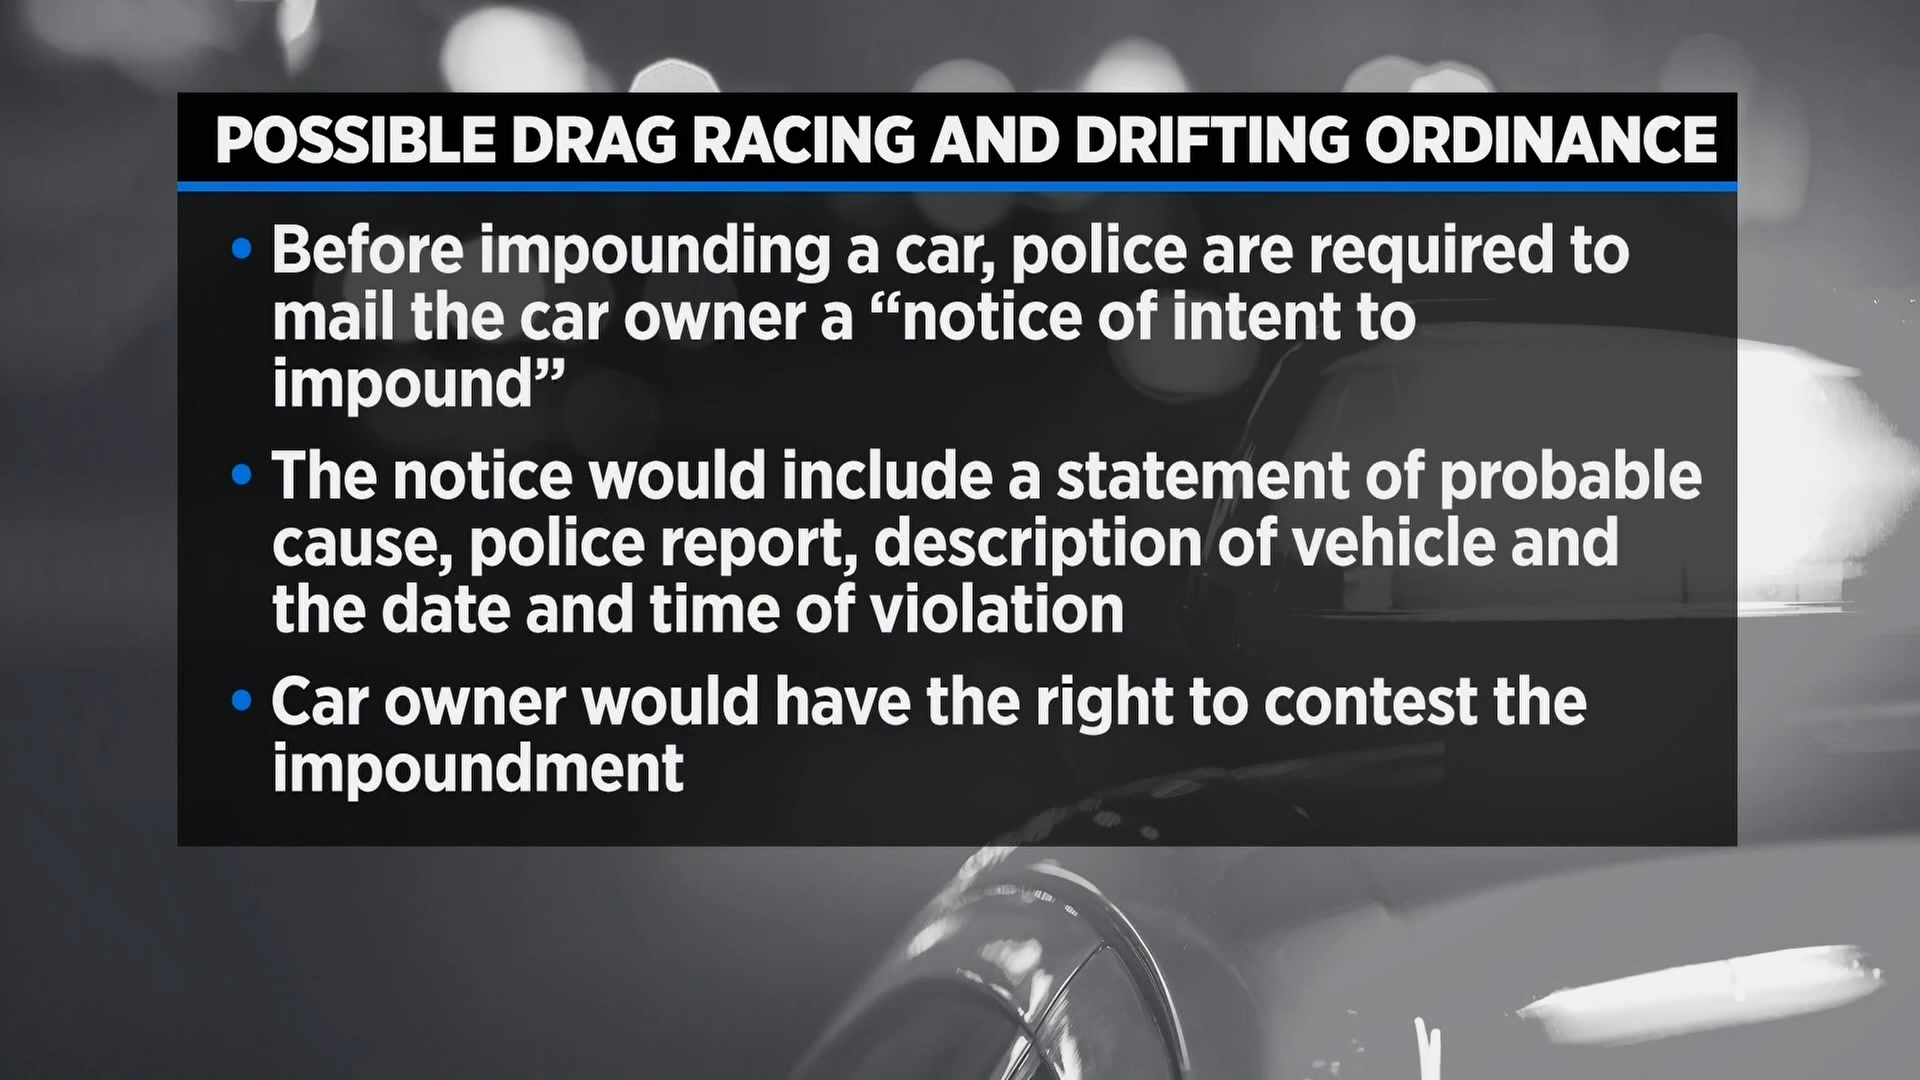 POSSIBLE DRAG RACING AND DRIFTING ORDINANCE
• Before impounding a car, police are required to
mail the car owner a “notice of intent to
impound”
• The notice would include a statement of probable
cause, police report, description of vehicle and
the date and time of violation
• Car owner would have the right to contest the
impoundment